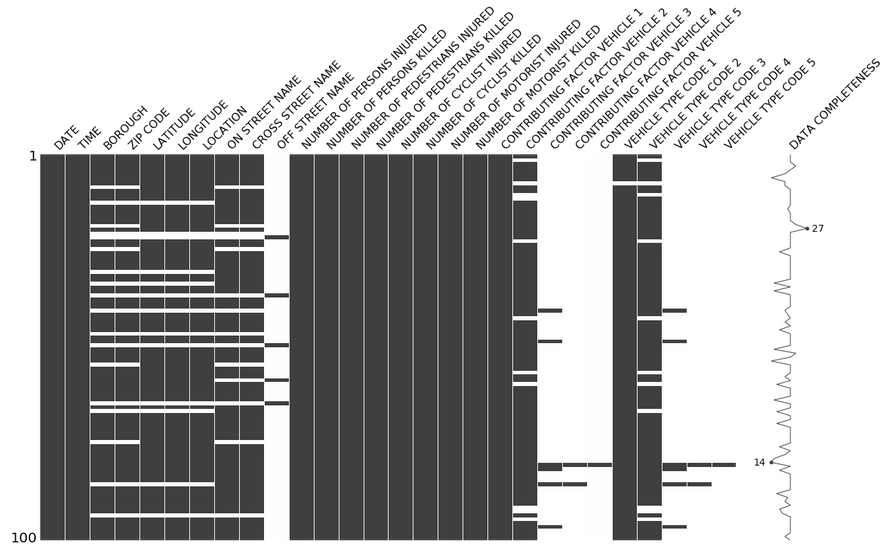 DATE
TIME
BOROUGH
ZIP CODE
LATITUDE
LONGITUDE
LOCATION
ON STREET NAME
CROSS STREET NAME
OFF STREET NAME
NUMBER OF PERSONS INJURED
NUMBER OF PERSONS KILLED
NUMBER OF PEDESTRIANS INJURED
NUMBER OF PEDESTRIANS KILLED
NUMBER OF CYCLIST INJURED
NUMBER OF CYCLIST KILLED
NUMBER OF MOTORIST INJURED
NUMBER OF MOTORIST KILLED
CONTRIBUTING FACTOR VEHICLE 1
CONTRIBUTING FACTOR VEHICLE 2
CONTRIBUTING FACTOR VEHICLE 3
CONTRIBUTING FACTOR VEHICLE 4
CONTRIBUTING FACTOR VEHICLE 5
VEHICLE TYPE CODE 1
VEHICLE TYPE CODE 2
VEHICLE TYPE CODE 3
VEHICLE TYPE CODE 4
VEHICLE TYPE CODE 5
DATA COMPLETENESS
1
27
14
100